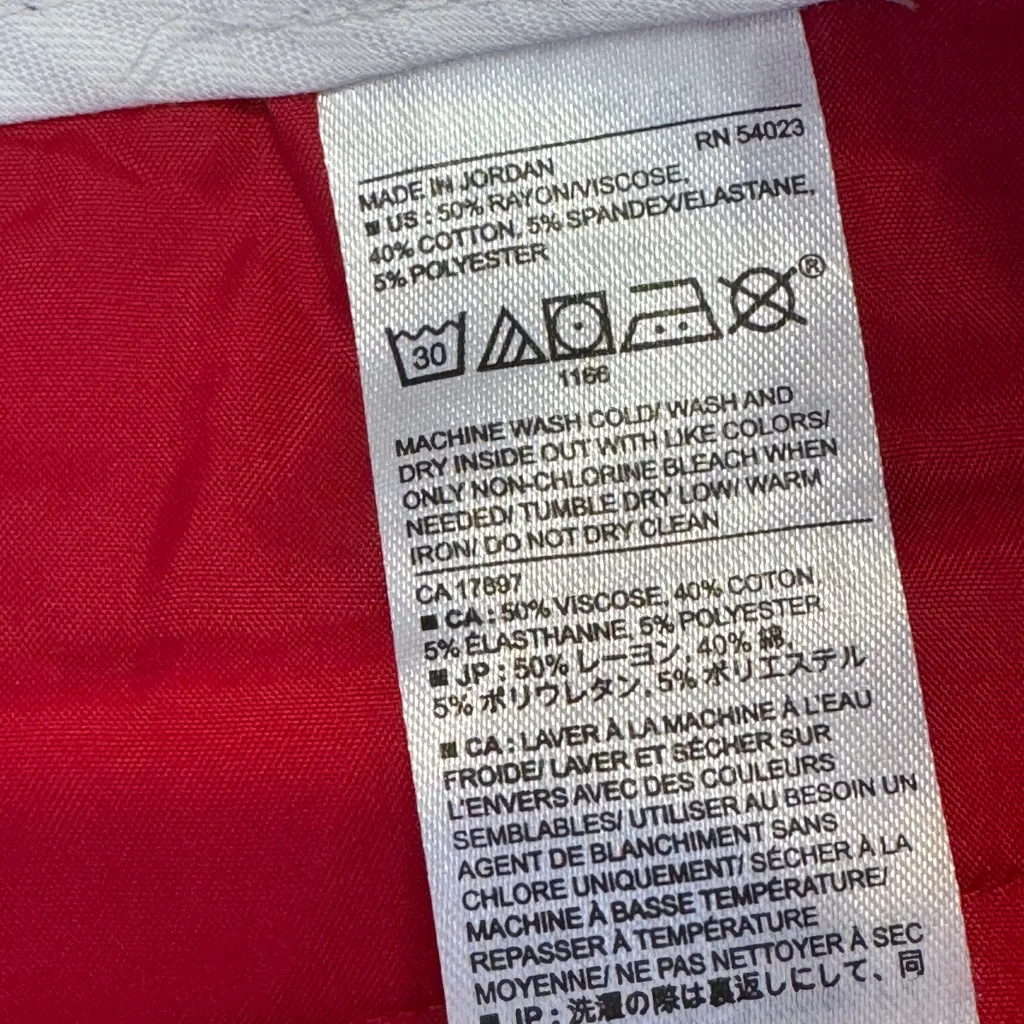 RN 54023
MADE IN JORDAN
■ US : 50% RAYON/VISCOSE,
40% COTTON, 5% SPANDEX/ELASTANE,
5% POLYESTER
30
®
1166
MACHINE WASH COLD/ WASH AND
DRY INSIDE OUT WITH LIKE COLORS/
ONLY NON-CHLORINE BLEACH WHEN
NEEDED/ TUMBLE DRY LOW/ WARM
IRON/ DO NOT DRY CLEAN
CA 17897
■ CA : 50% VISCOSE, 40% COTON
5% ÉLASTHANNE, 5% POLYESTER
■ JP : 50% レーヨン, 40% 綿,
5% ポリウレタン, 5% ポリエステル
■ CA : LAVER À LA MACHINE À L'EAU
FROIDE/ LAVER ET SÉCHER SUR
L'ENVERS AVEC DES COULEURS
SEMBLABLES/ UTILISER AU BESOIN UN
AGENT DE BLANCHIMENT SANS
CHLORE UNIQUEMENT/ SÉCHER À LA
MACHINE À BASSE TEMPÉRATURE/
REPASSER À TEMPÉRATURE
MOYENNE/ NE PAS NETTOYER À SEC
■ JP : 洗濯の際は裏返しにして、同